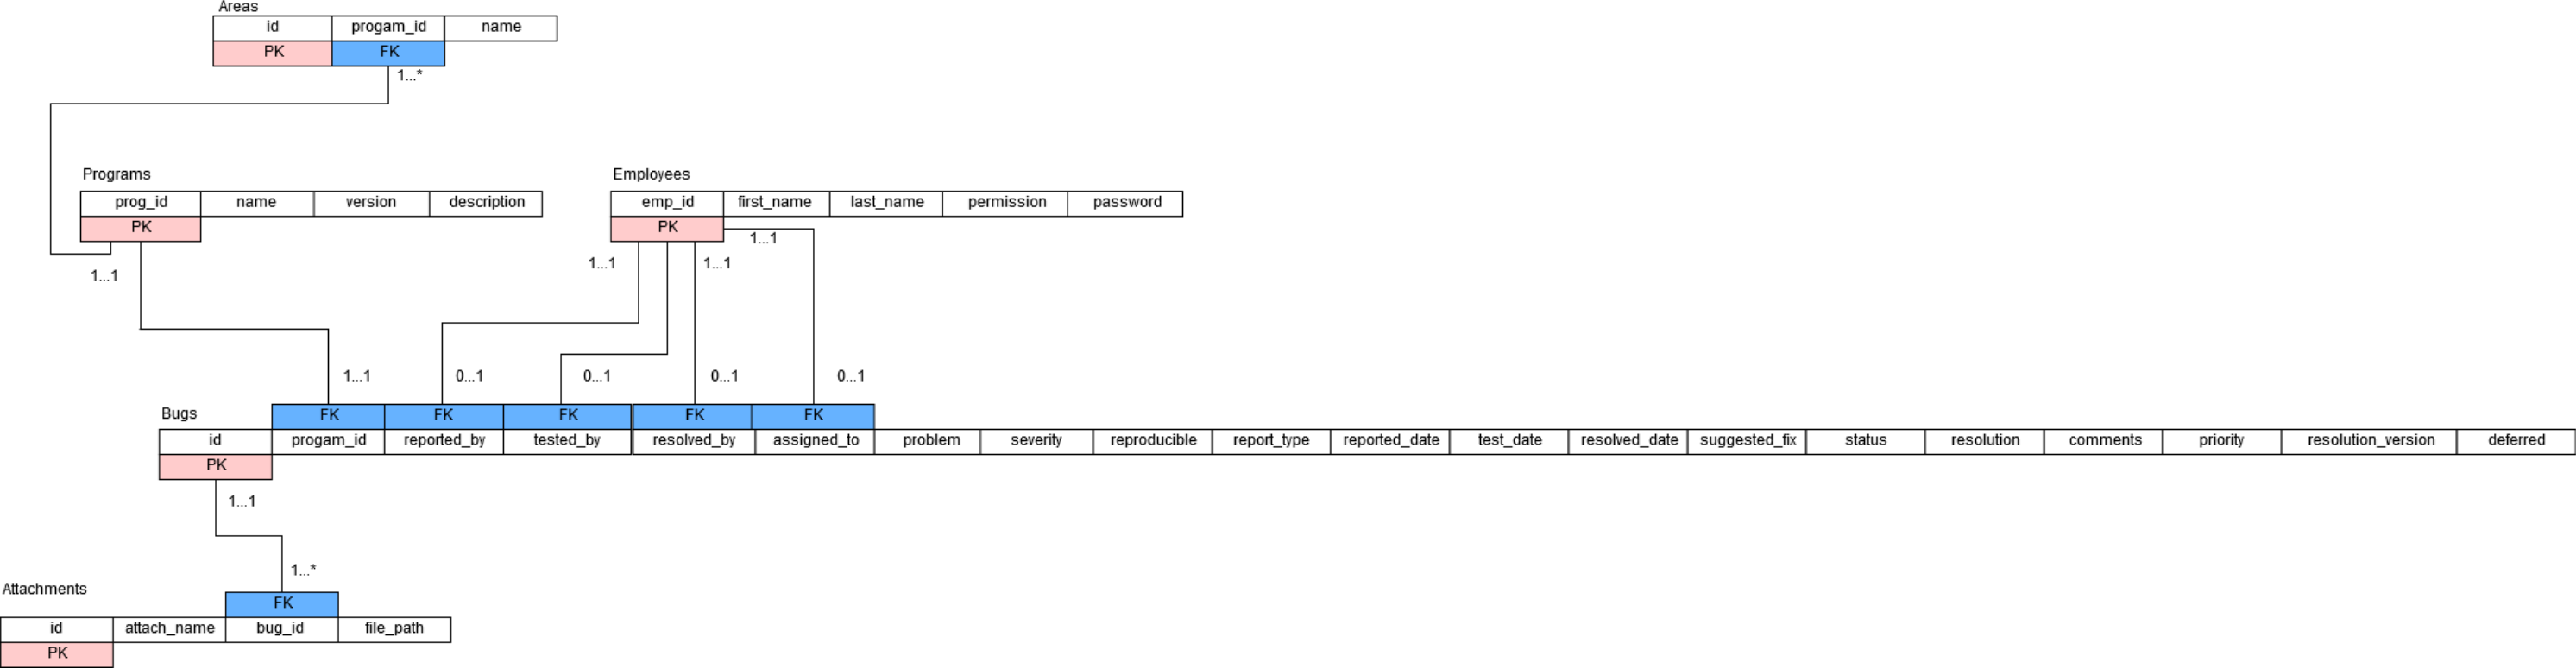 Areas
id progam_id name
PK FK
1...*
Programs
prog_id name version description
PK
1...1
Employees
emp_id first_name last_name permission password
PK
1...1
1...1 1...1
1...1 0...1 0...1 0...1 0...1
Bugs
FK FK FK FK FK
id progam_id reported_by tested_by resolved_by assigned_to problem severity reproducible report_type reported_date test_date resolved_date suggested_fix status resolution comments priority resolution_version deferred
PK
1...1
1...*
Attachments
FK
id attach_name bug_id file_path
PK